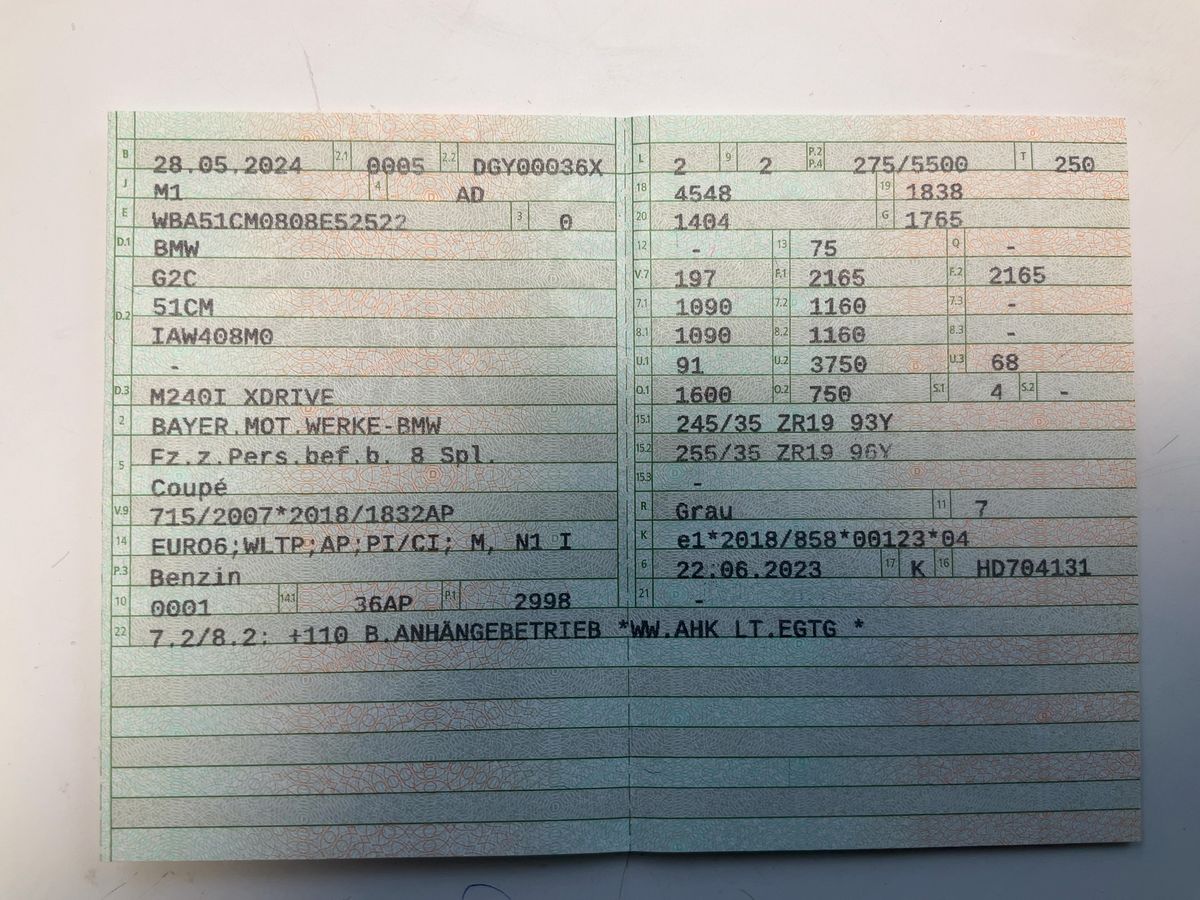 B 28.05.2024 2.1 0005 2.2 DGY00036X
J M1 4 AD
E WBA51CM0808E52522 3 0
D.1 BMW
G2C
51CM
D.2 IAW408M0
-
D.3 M240I XDRIVE
2 BAYER.MOT.WERKE-BMW
Fz.z.Pers.bef.b. 8 Spl.
5 Coupé
V.9 715/2007*2018/1832AP
14 EURO6;WLTP;AP;PI/CI; M, N1 I
P.3 Benzin
10 0001 14.1 36AP P.1 2998
22 7.2/8.2: +110 B.ANHÄNGEBETRIEB *WW.AHK LT.EGTG *
L 2 9 2 P.2 P.4 275/5500 T 250
18 4548 19 1838
20 1404 G 1765
12 - 13 75 Q -
V.7 197 F.1 2165 F.2 2165
7.1 1090 7.2 1160 7.3 -
8.1 1090 8.2 1160 8.3 -
U.1 91 U.2 3750 U.3 68
O.1 1600 O.2 750 S.1 4 S.2 -
15.1 245/35 ZR19 93Y
15.2 255/35 ZR19 96Y
15.3 -
R Grau 11 7
K e1*2018/858*00123*04
6 22.06.2023 17 K 16 HD704131
21 -